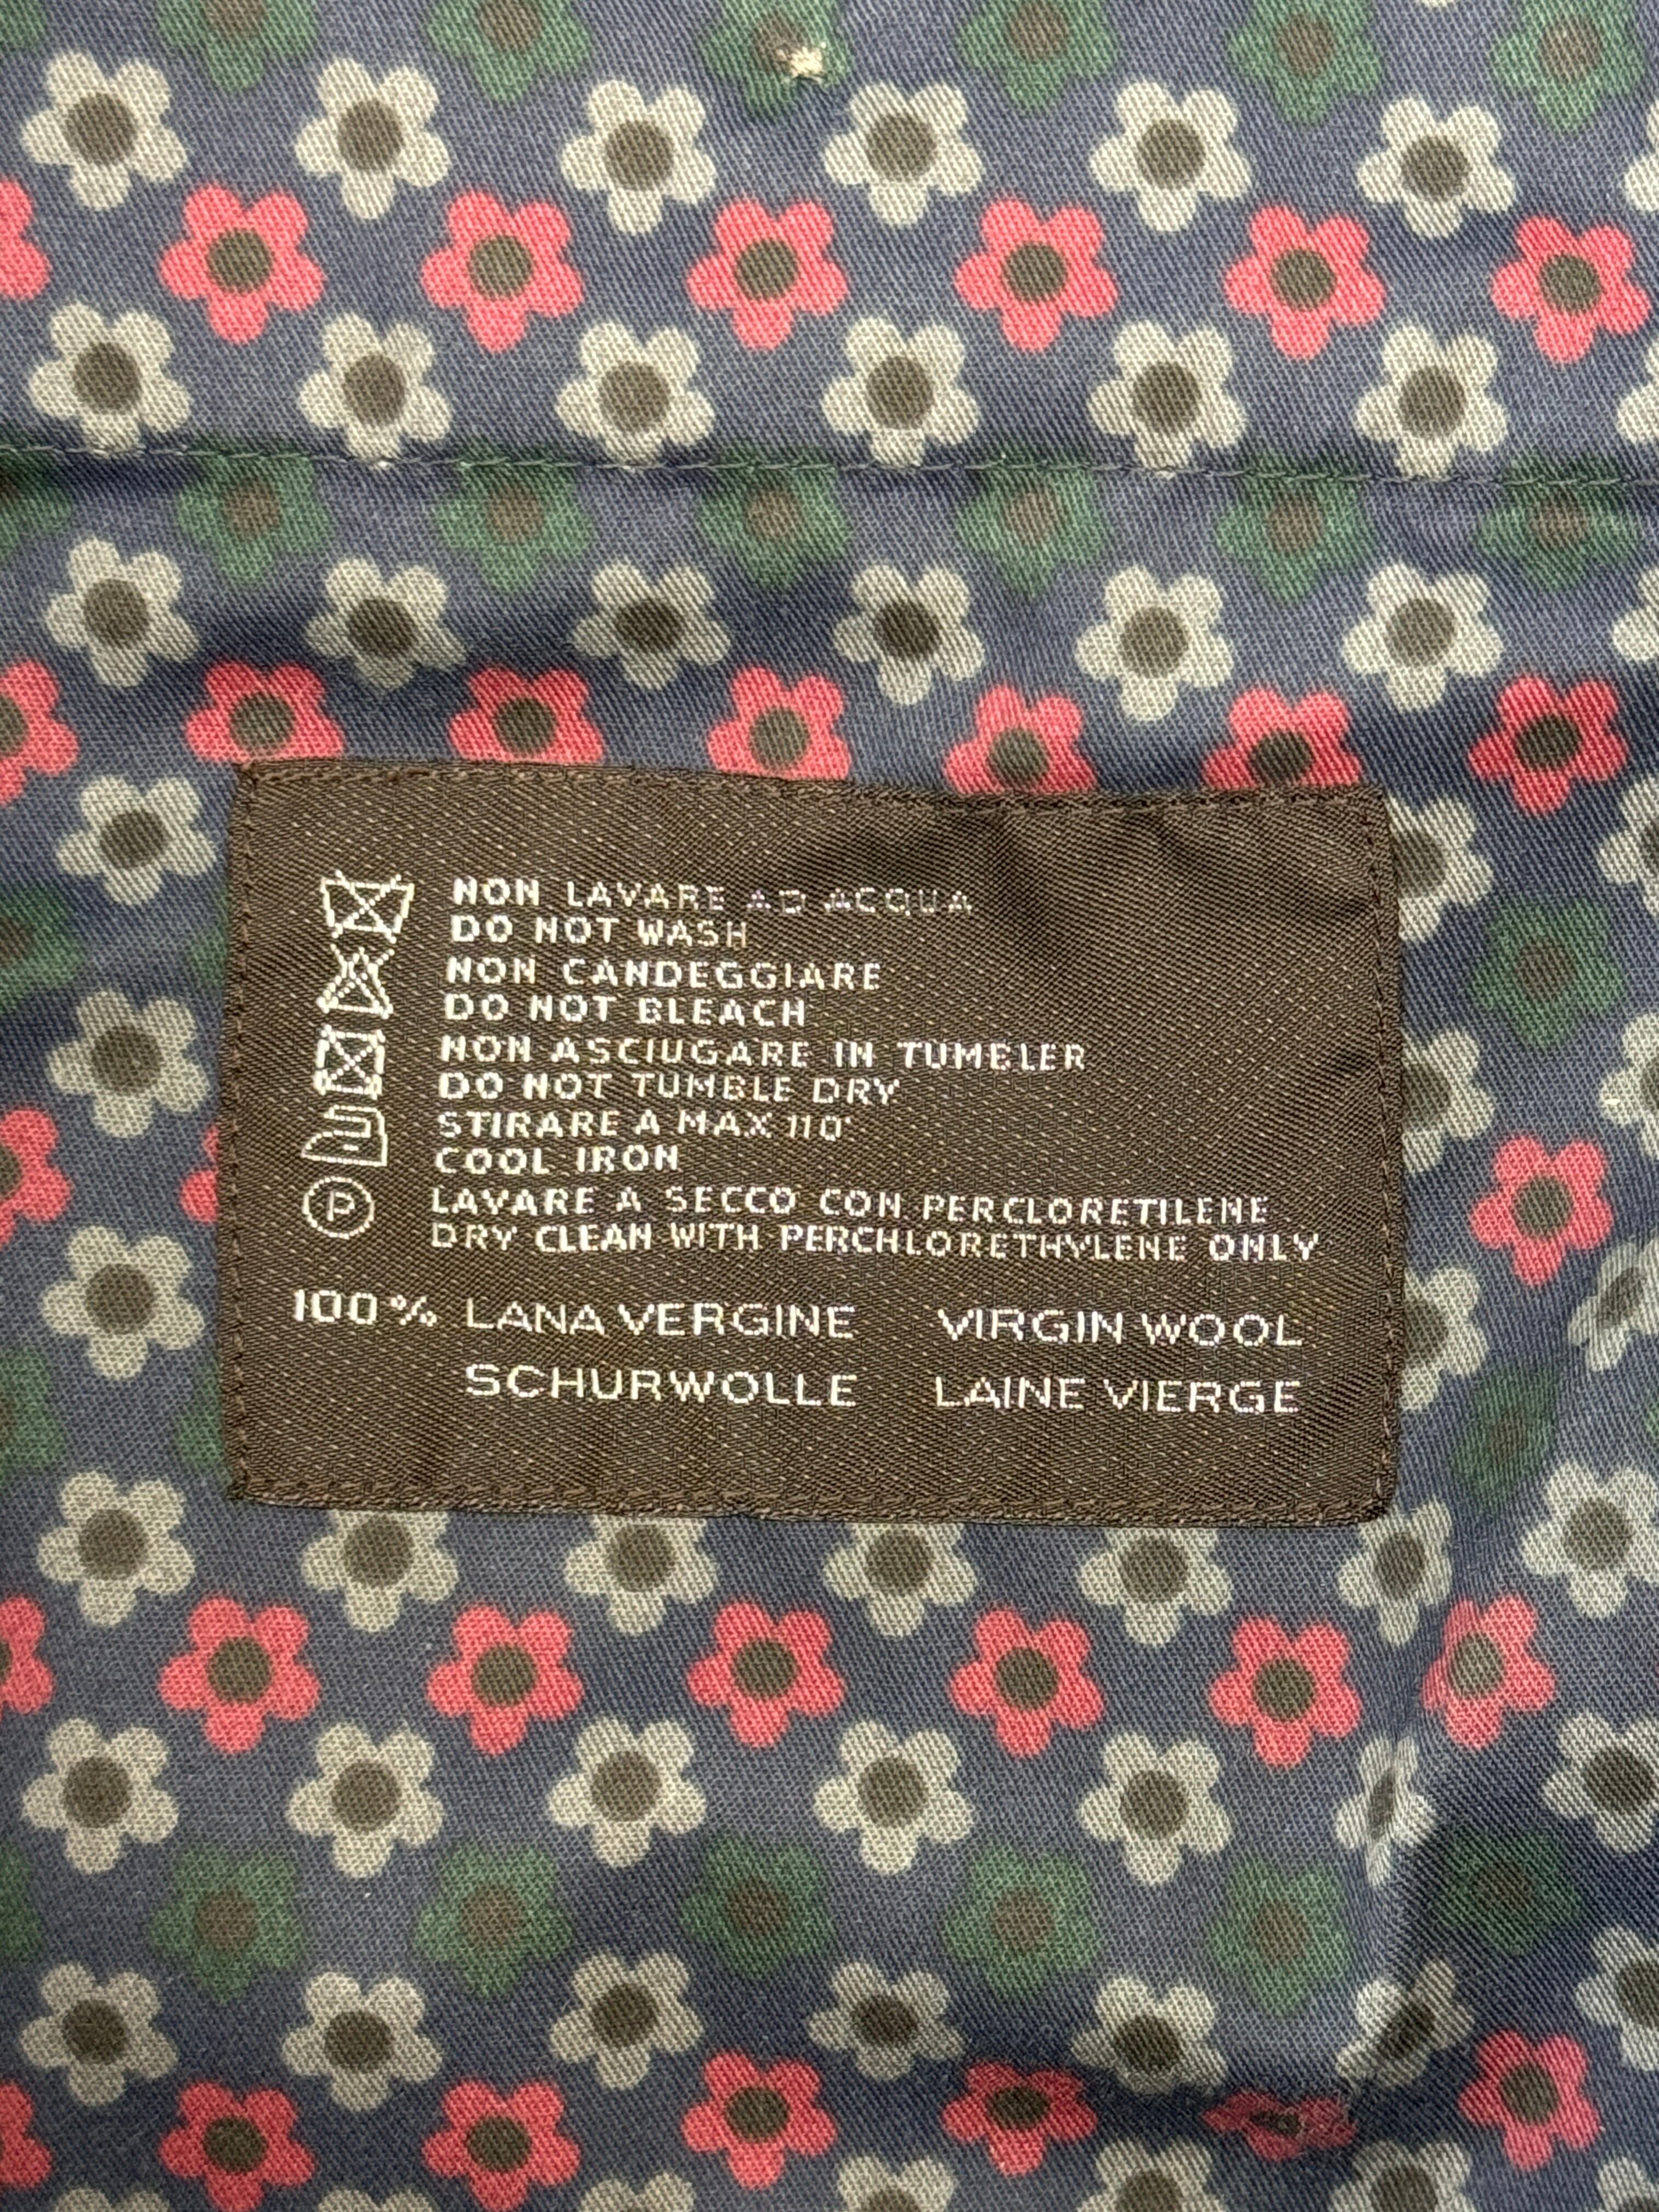 NON LAVARE AD ACQUA
DO NOT WASH
NON CANDEGGIARE
DO NOT BLEACH
NON ASCIUGARE IN TUMBLER
DO NOT TUMBLE DRY
STIRARE A MAX 110°
COOL IRON
P LAVARE A SECCO CON PERCLORETILENE
DRY CLEAN WITH PERCHLORETHYLENE ONLY
100% LANA VERGINE VIRGIN WOOL
SCHURWOLLE LAINE VIERGE